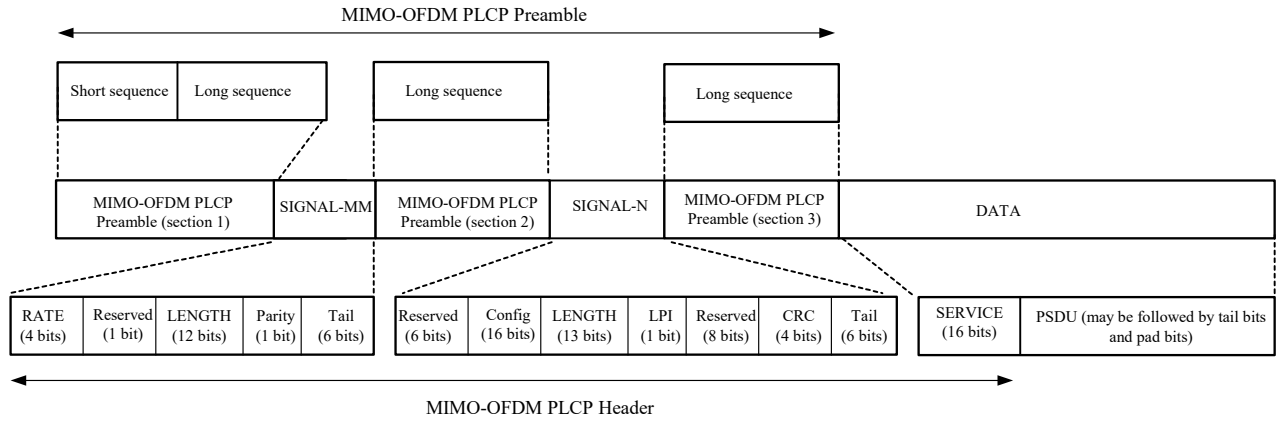 MIMO-OFDM PLCP Preamble
Short sequence
Long sequence
Long sequence
Long sequence
MIMO-OFDM PLCP
Preamble (section 1)
SIGNAL-MM
MIMO-OFDM PLCP
Preamble (section 2)
SIGNAL-N
MIMO-OFDM PLCP
Preamble (section 3)
DATA
RATE
(4 bits)
Reserved
(1 bit)
LENGTH
(12 bits)
Parity
(1 bit)
Tail
(6 bits)
Reserved
(6 bits)
Config
(16 bits)
LENGTH
(13 bits)
LPI
(1 bit)
Reserved
(8 bits)
CRC
(4 bits)
Tail
(6 bits)
SERVICE
(16 bits)
PSDU (may be followed by tail bits
and pad bits)
MIMO-OFDM PLCP Header